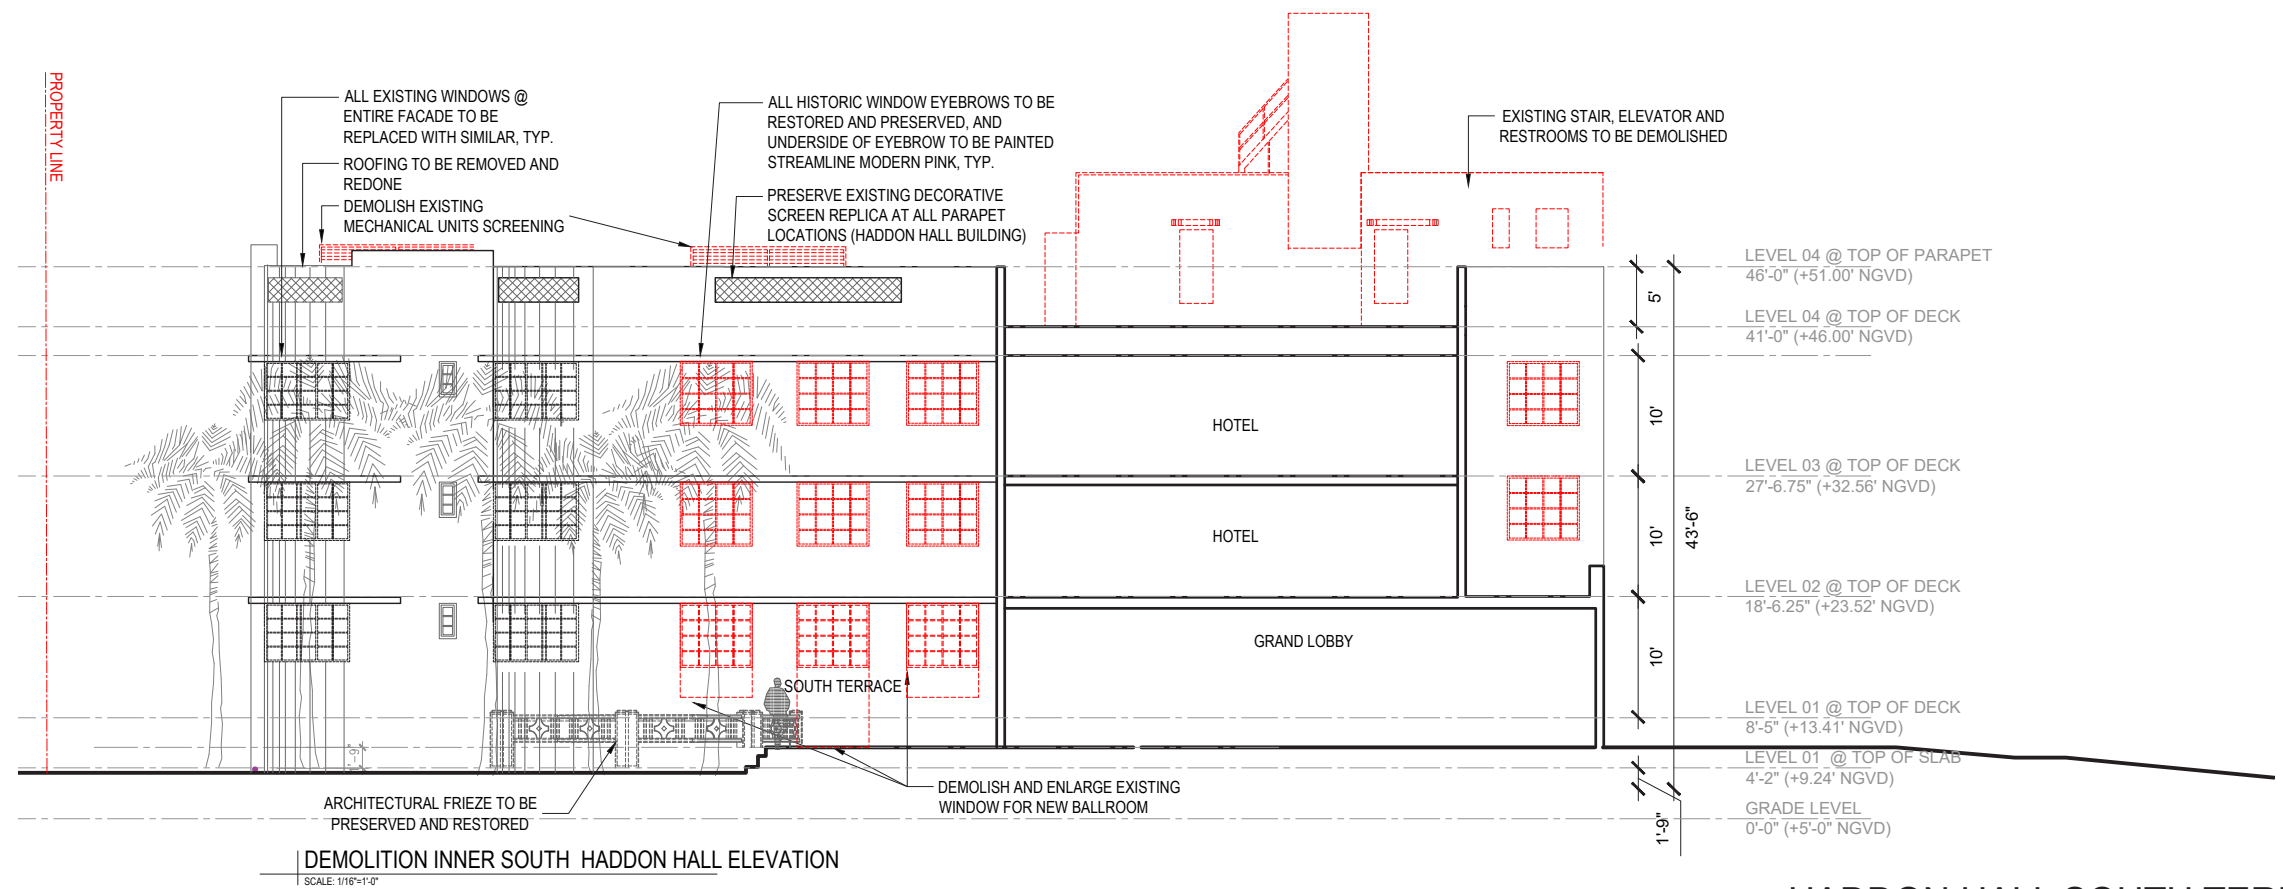 PROPERTY LINE
ALL EXISTING WINDOWS @
ENTIRE FACADE TO BE
REPLACED WITH SIMILAR, TYP.
ROOFING TO BE REMOVED AND
REDONE
DEMOLISH EXISTING
MECHANICAL UNITS SCREENING
ALL HISTORIC WINDOW EYEBROWS TO BE
RESTORED AND PRESERVED, AND
UNDERSIDE OF EYEBROW TO BE PAINTED
STREAMLINE MODERN PINK, TYP.
PRESERVE EXISTING DECORATIVE
SCREEN REPLICA AT ALL PARAPET
LOCATIONS (HADDON HALL BUILDING)
EXISTING STAIR, ELEVATOR AND
RESTROOMS TO BE DEMOLISHED
HOTEL
HOTEL
GRAND LOBBY
SOUTH TERRACE
1'-9"
ARCHITECTURAL FRIEZE TO BE
PRESERVED AND RESTORED
DEMOLISH AND ENLARGE EXISTING
WINDOW FOR NEW BALLROOM
5'
10'
10'
10'
43'-6"
1'-9"
LEVEL 04 @ TOP OF PARAPET
46'-0" (+51.00' NGVD)
LEVEL 04 @ TOP OF DECK
41'-0" (+46.00' NGVD)
LEVEL 03 @ TOP OF DECK
27'-6.75" (+32.56' NGVD)
LEVEL 02 @ TOP OF DECK
18'-6.25" (+23.52' NGVD)
LEVEL 01 @ TOP OF DECK
8'-5" (+13.41' NGVD)
LEVEL 01 @ TOP OF SLAB
4'-2" (+9.24' NGVD)
GRADE LEVEL
0'-0" (+5'-0" NGVD)
DEMOLITION INNER SOUTH HADDON HALL ELEVATION
SCALE: 1/16"=1'-0"
HADDON HALL SOUTH